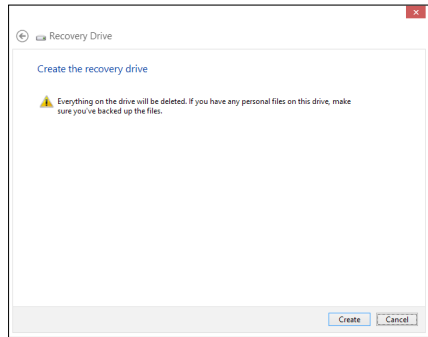 Recovery Drive
Create the recovery drive
Everything on the drive will be deleted. If you have any personal files on this drive, make
sure you've backed up the files.
Create Cancel